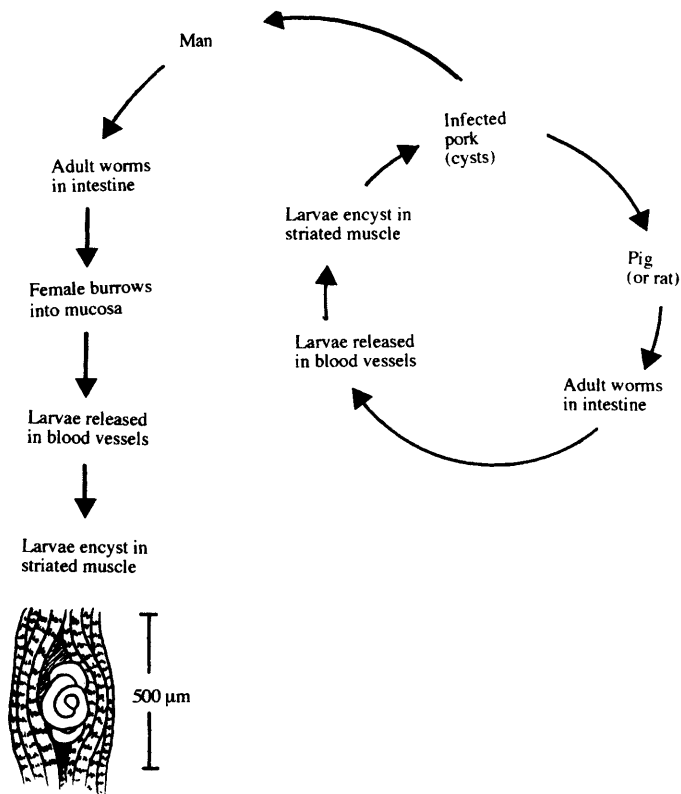 Man
Adult worms
in intestine
Female burrows
into mucosa
Larvae released
in blood vessels
Larvae encyst in
striated muscle
500 μm
Infected
pork
(cysts)
Pig
(or rat)
Adult worms
in intestine
Larvae released
in blood vessels
Larvae encyst in
striated muscle